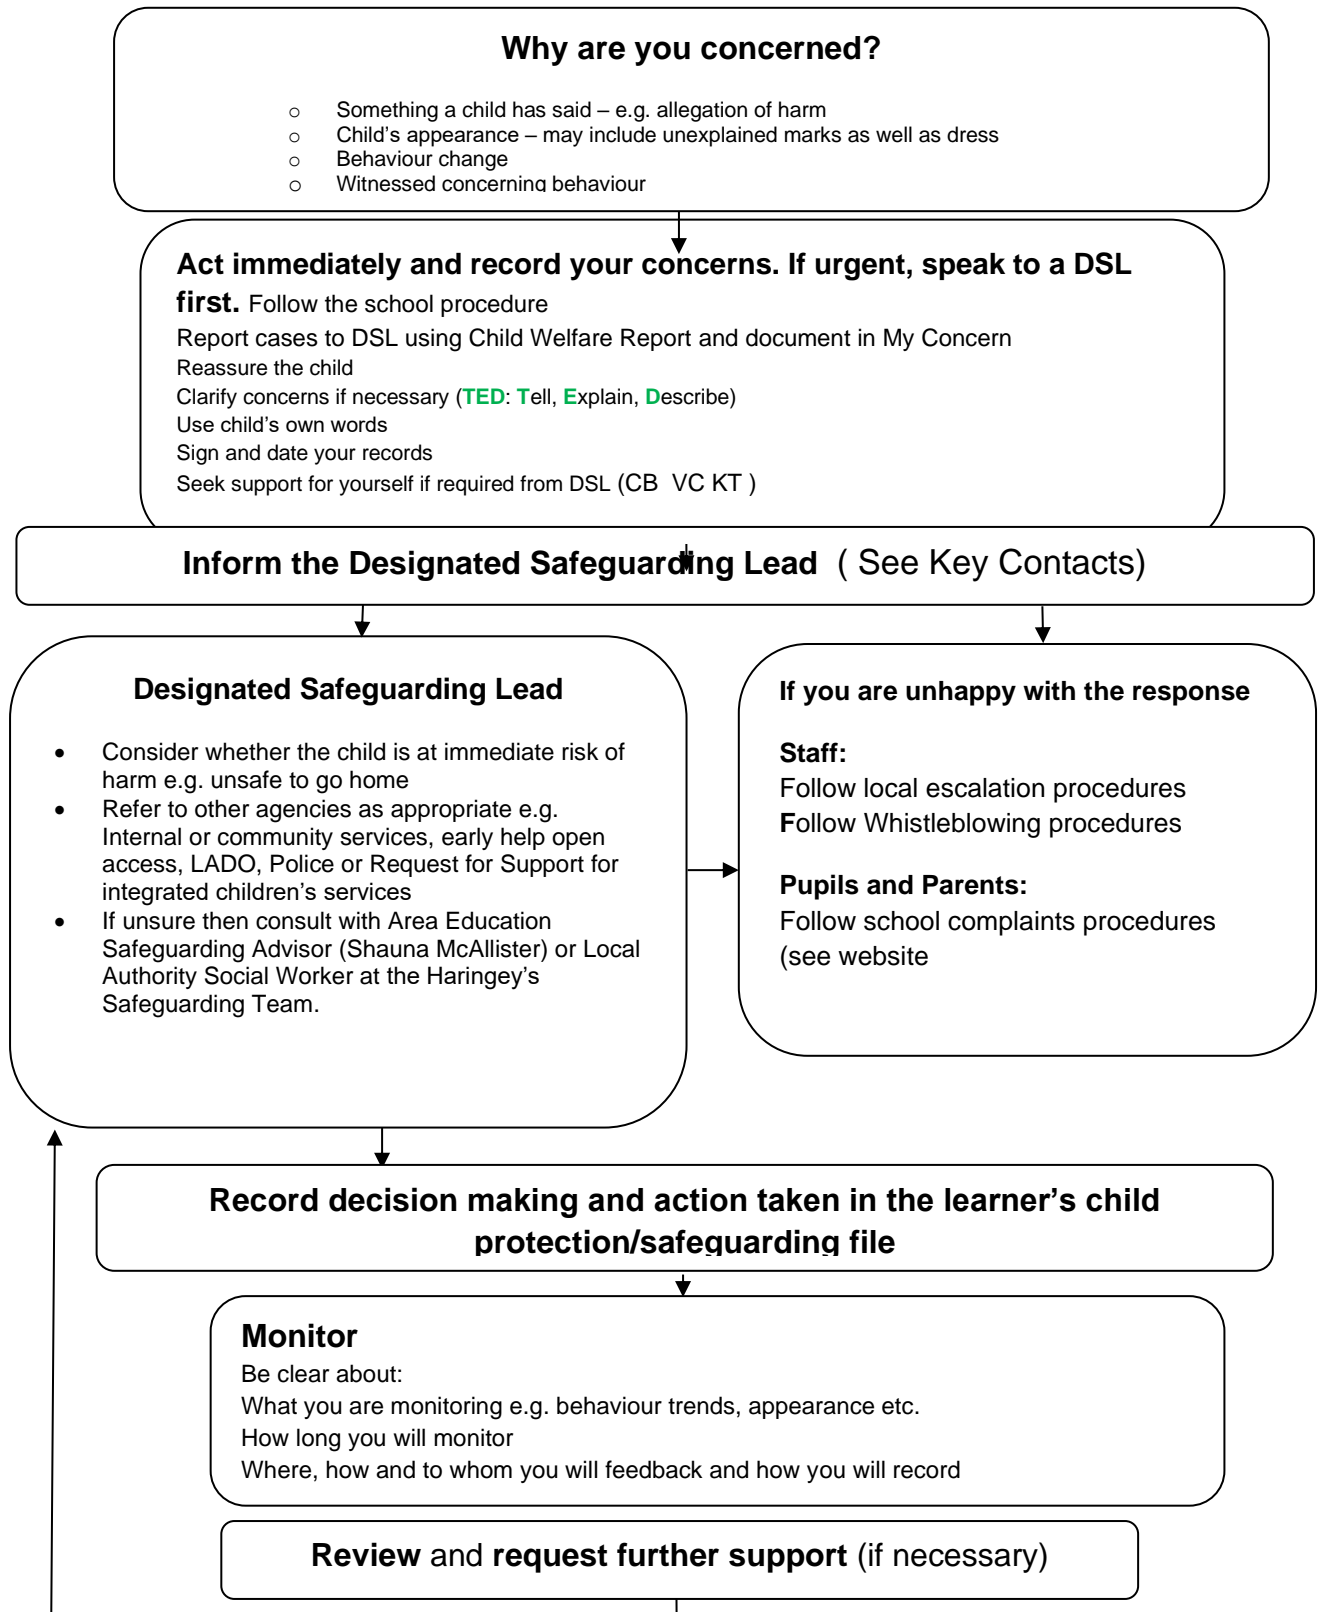 Why are you concerned?
o Something a child has said – e.g. allegation of harm
o Child's appearance – may include unexplained marks as well as dress
o Behaviour change
o Witnessed concerning behaviour
Act immediately and record your concerns. If urgent, speak to a DSL
first. Follow the school procedure
Report cases to DSL using Child Welfare Report and document in My Concern
Reassure the child
Clarify concerns if necessary (TED: Tell, Explain, Describe)
Use child's own words
Sign and date your records
Seek support for yourself if required from DSL (CB VC KT )
Inform the Designated Safeguarding Lead ( See Key Contacts)
Designated Safeguarding Lead
• Consider whether the child is at immediate risk of
harm e.g. unsafe to go home
• Refer to other agencies as appropriate e.g.
Internal or community services, early help open
access, LADO, Police or Request for Support for
integrated children's services
• If unsure then consult with Area Education
Safeguarding Advisor (Shauna McAllister) or Local
Authority Social Worker at the Haringey's
Safeguarding Team.
If you are unhappy with the response
Staff:
Follow local escalation procedures
Follow Whistleblowing procedures
Pupils and Parents:
Follow school complaints procedures
(see website
Record decision making and action taken in the learner's child
protection/safeguarding file
Monitor
Be clear about:
What you are monitoring e.g. behaviour trends, appearance etc.
How long you will monitor
Where, how and to whom you will feedback and how you will record
Review and request further support (if necessary)